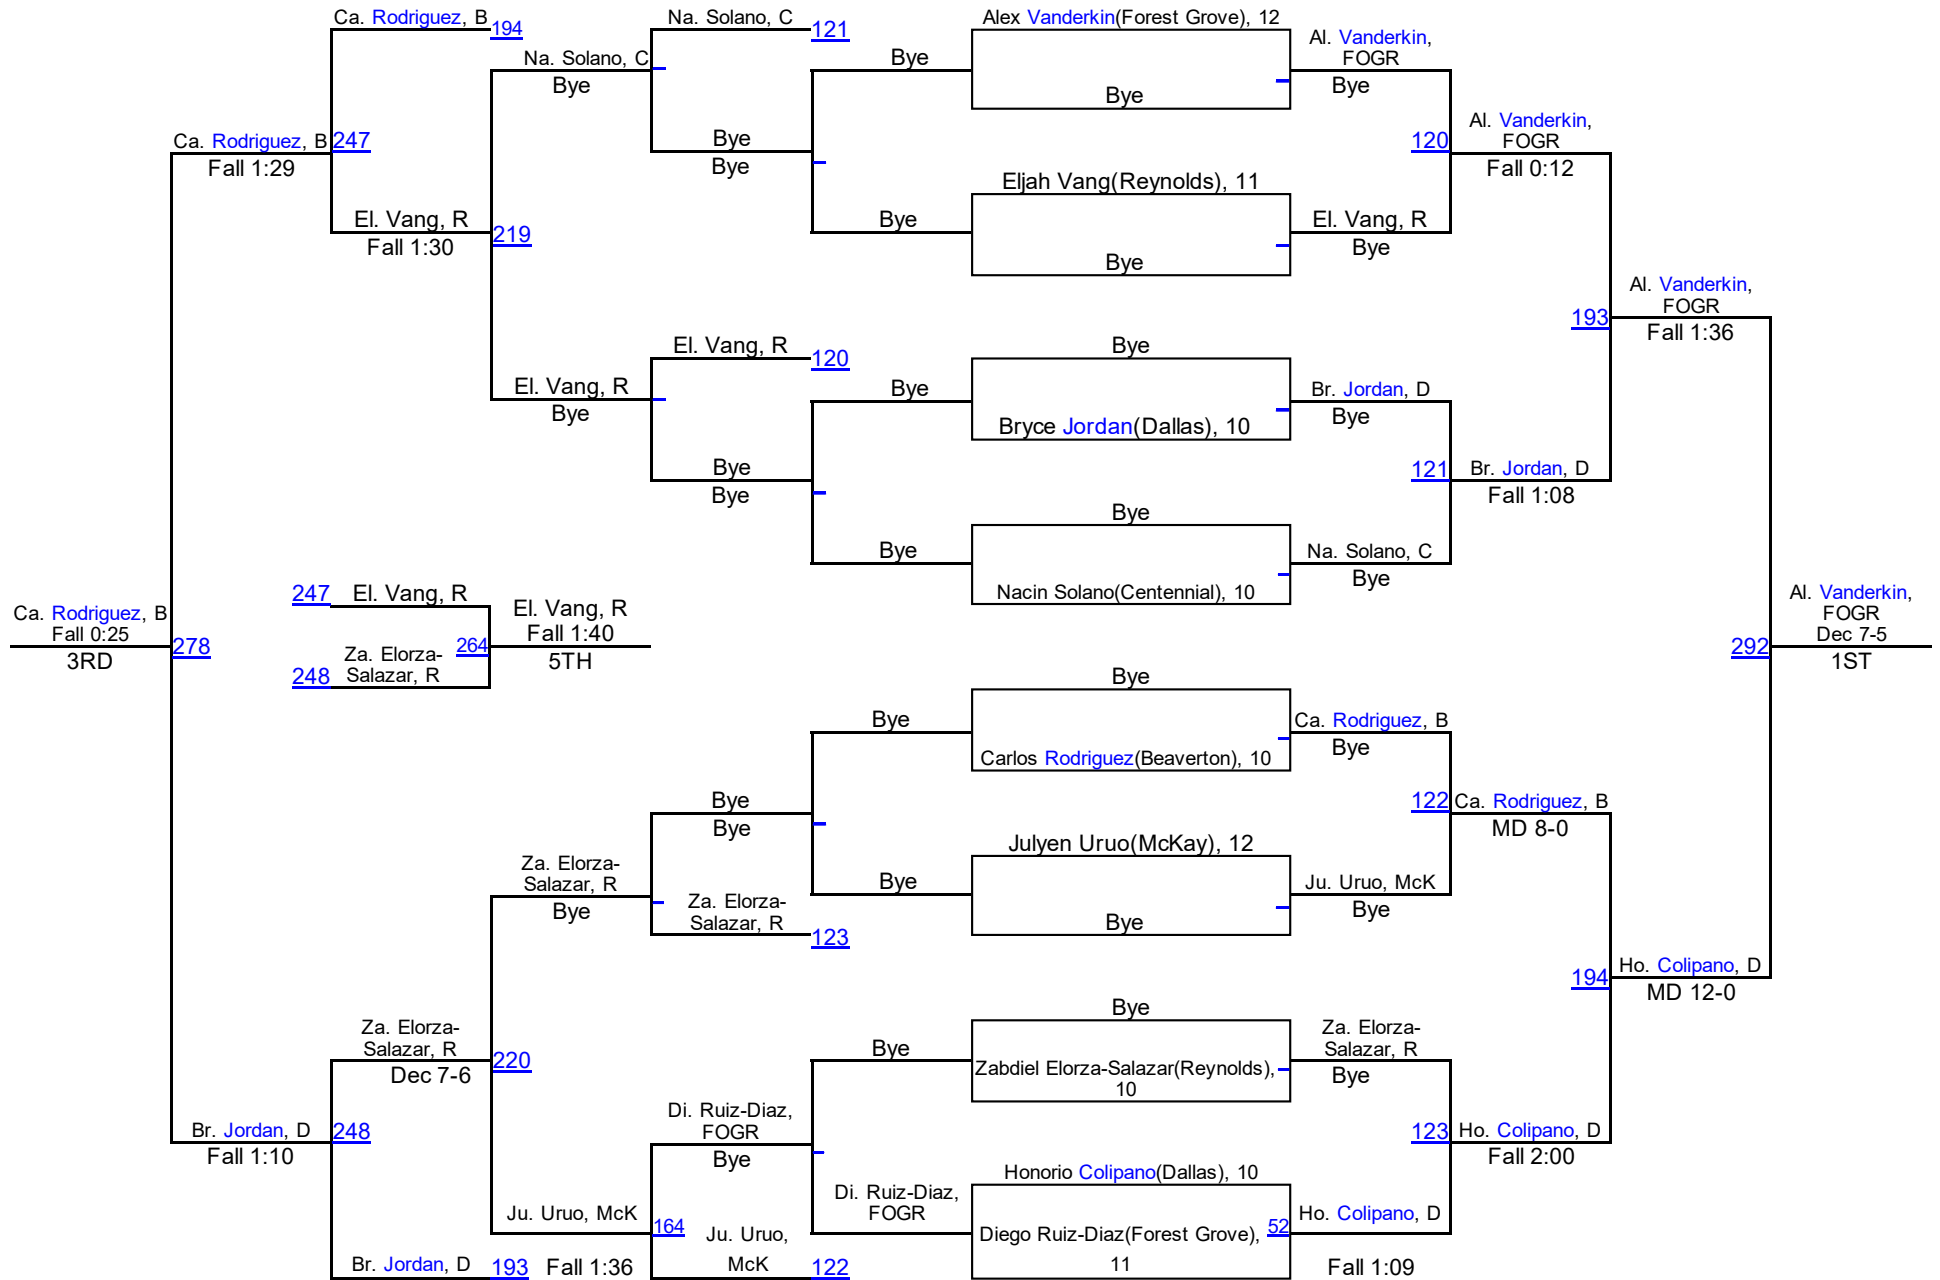 Ca. Rodriguez, B
194
Na. Solano, C
121
Alex Vanderkin(Forest Grove), 12
Al. Vanderkin,
FOGR
Na. Solano, C
Bye
Bye
Bye
Bye
Ca. Rodriguez, B
247
Fall 1:29
Bye
Bye
120
Al. Vanderkin,
FOGR
Fall 0:12
Eljah Vang(Reynolds), 11
El. Vang, R
Fall 1:30
219
Bye
El. Vang, R
Bye
Bye
Al. Vanderkin,
FOGR
Fall 1:36
193
El. Vang, R
120
Bye
El. Vang, R
Bye
Bye
Br. Jordan, D
Bye
Bryce Jordan(Dallas), 10
Bye
Bye
121
Br. Jordan, D
Fall 1:08
Bye
Bye
Na. Solano, C
Bye
Nacin Solano(Centennial), 10
247
El. Vang, R
Ca. Rodriguez, B
Fall 0:25
3RD
278
El. Vang, R
Fall 1:40
5TH
264
Za. Elorza-
Salazar, R
248
Al. Vanderkin,
FOGR
Dec 7-5
1ST
292
Bye
Bye
Ca. Rodriguez, B
Bye
Carlos Rodriguez(Beaverton), 10
Bye
Bye
122
Ca. Rodriguez, B
MD 8-0
Julyen Uruo(McKay), 12
Za. Elorza-
Salazar, R
Bye
Bye
Ju. Uruo, McK
Bye
Za. Elorza-
Salazar, R
123
Bye
194
Ho. Colipano, D
MD 12-0
Bye
Za. Elorza-
Salazar, R
Dec 7-6
220
Bye
Zabdiel Elorza-Salazar(Reynolds),
10
Za. Elorza-
Salazar, R
Bye
Br. Jordan, D
248
Fall 1:10
Di. Ruiz-Diaz,
FOGR
Bye
123
Ho. Colipano, D
Fall 2:00
Honorio Colipano(Dallas), 10
Di. Ruiz-Diaz,
FOGR
Ju. Uruo, McK
164
Ju. Uruo,
McK
Diego Ruiz-Diaz(Forest Grove),
11
52
Ho. Colipano, D
Br. Jordan, D
193
Fall 1:36
122
Fall 1:09